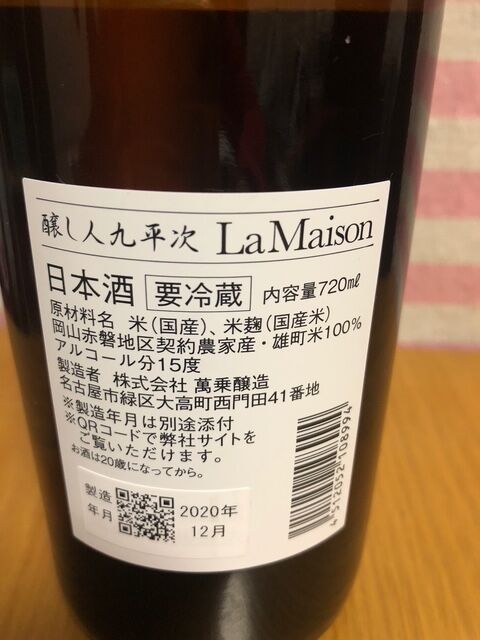 醸し人九平次 La Maison
日本酒 要冷蔵 内容量720ml
原材料名 米(国産)、米麹(国産米)
岡山赤磐地区契約農家産・雄町米100%
アルコール分15度
製造者 株式会社 萬乗醸造
名古屋市緑区大高町西門田41番地
※製造年月は別途添付
※QRコードで弊社サイトを
ご覧いただけます。
お酒は20歳になってから。
製造
年月
2020年
12月
4512052108994